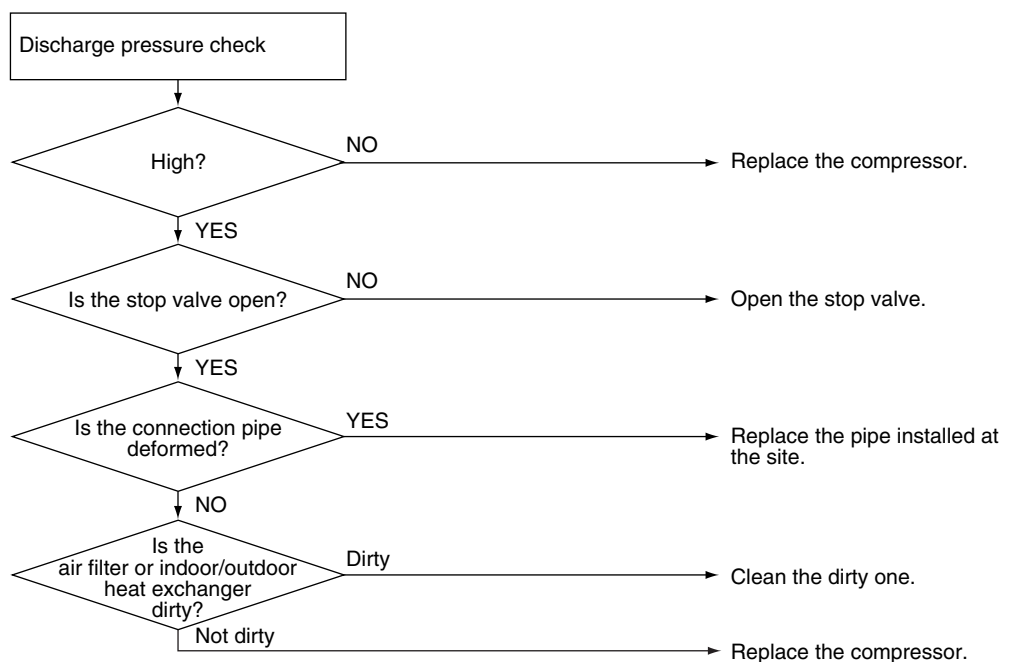 Discharge pressure check
High?
NO
Replace the compressor.
YES
Is the stop valve open?
NO
Open the stop valve.
YES
Is the connection pipe
deformed?
YES
Replace the pipe installed at
the site.
NO
Is the
air filter or indoor/outdoor
heat exchanger
dirty?
Dirty
Clean the dirty one.
Not dirty
Replace the compressor.